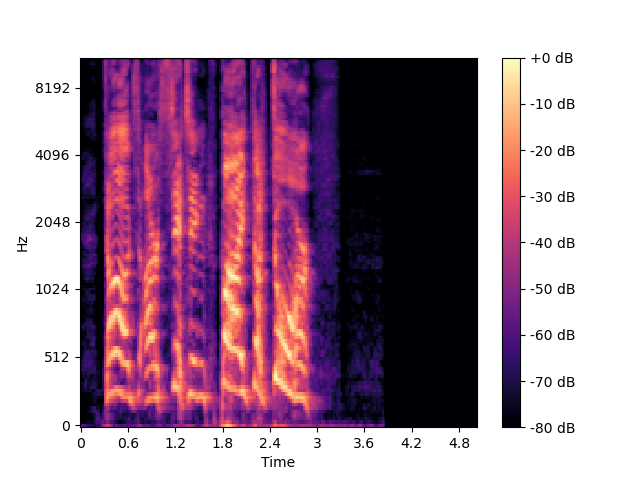 8192
4096
2048
1024
512
0
Hz
0 0.6 1.2 1.8 2.4 3 3.6 4.2 4.8
Time
+0 dB
-10 dB
-20 dB
-30 dB
-40 dB
-50 dB
-60 dB
-70 dB
-80 dB